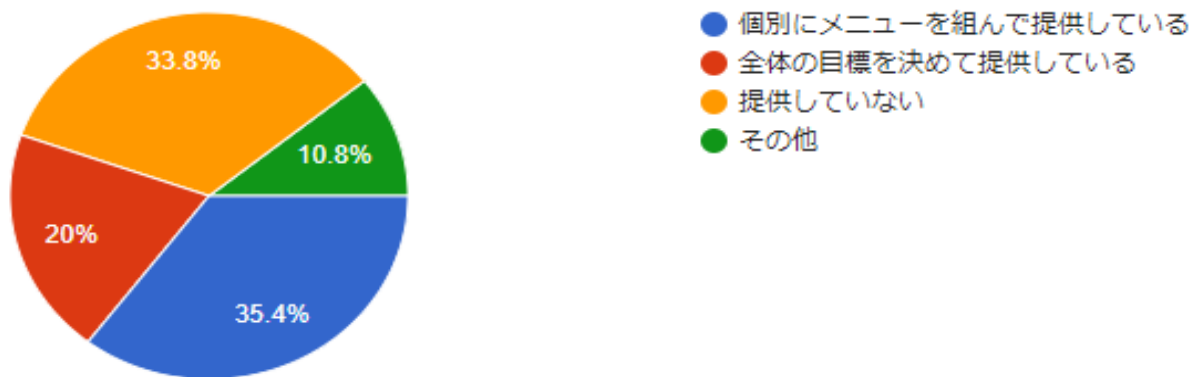 33.8%
10.8%
20%
35.4%
個別にメニューを組んで提供している
全体の目標を決めて提供している
提供していない
その他